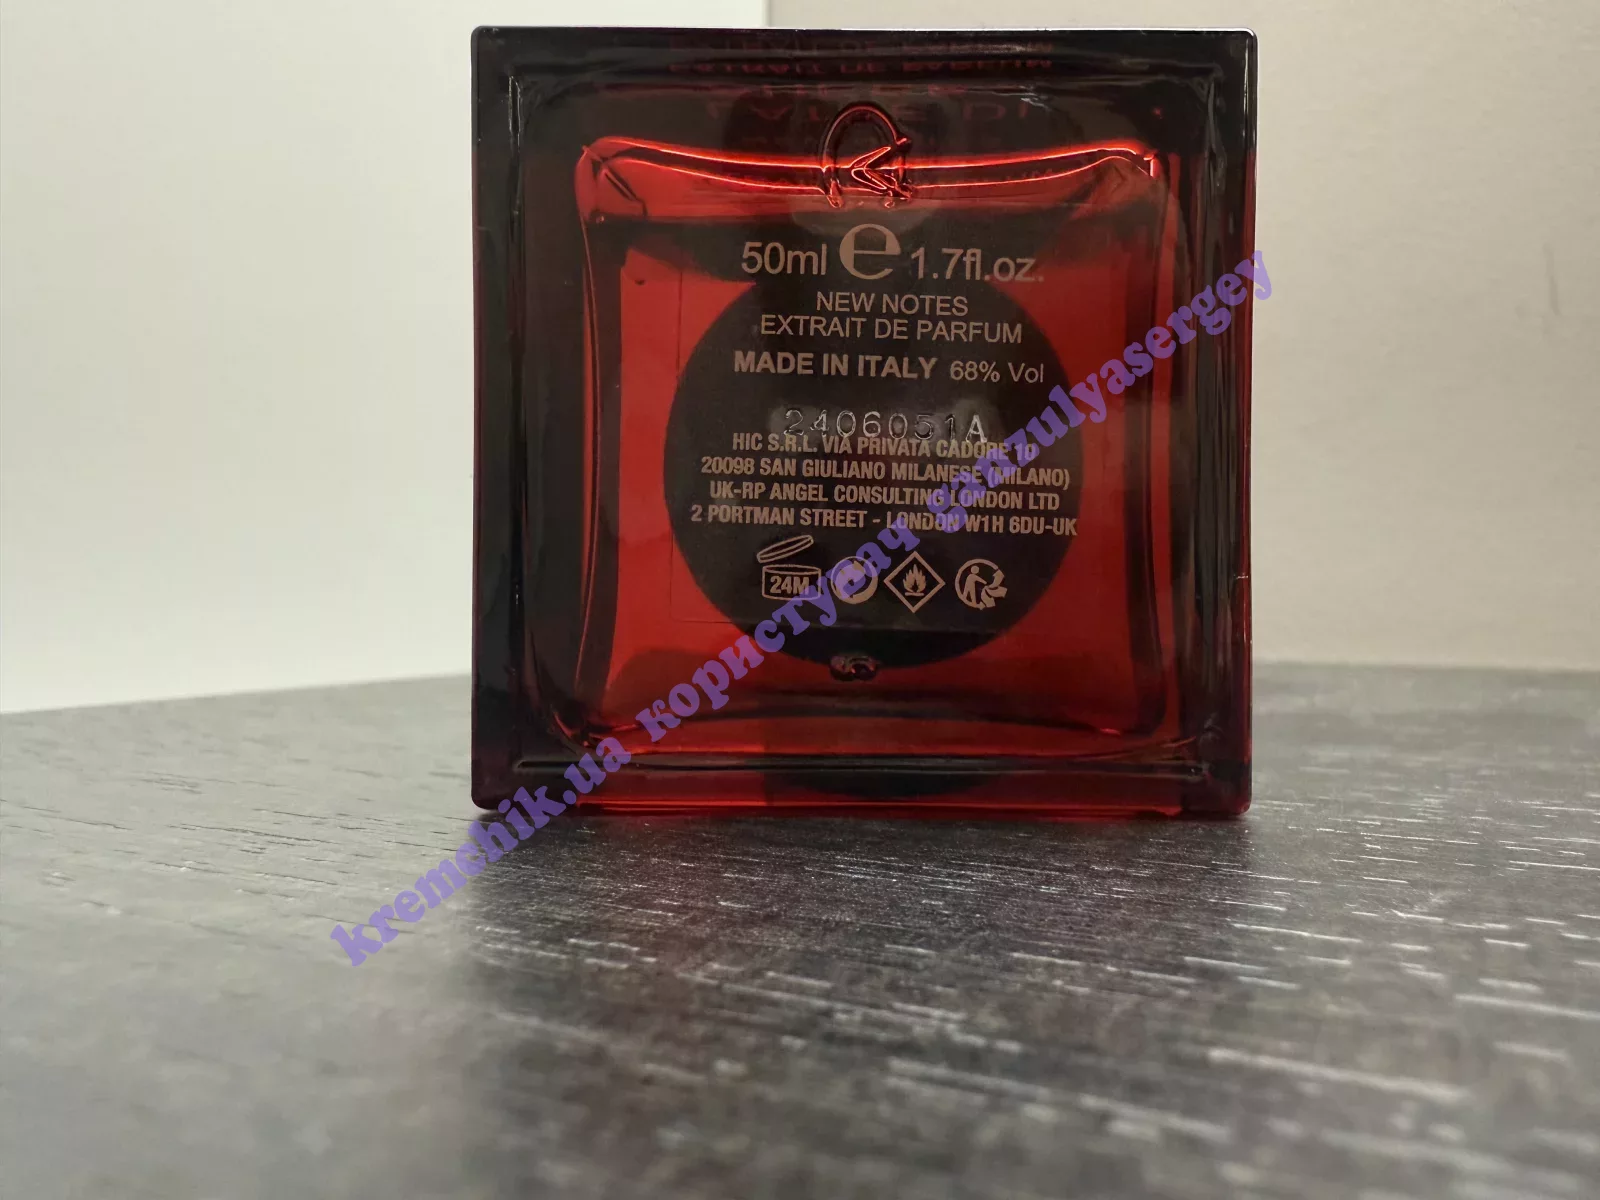 50ml e 1.7fl.oz.
NEW NOTES
EXTRAIT DE PARFUM
MADE IN ITALY 68% Vol
2406051A
HIC S.R.L. VIA PRIVATA CADORE 10
20098 SAN GIULIANO MILANESE (MILANO)
UK-RP ANGEL CONSULTING LONDON LTD
2 PORTMAN STREET - LONDON W1H 6DU-UK
24M
kremchik.ua користувач ganzulyasergey